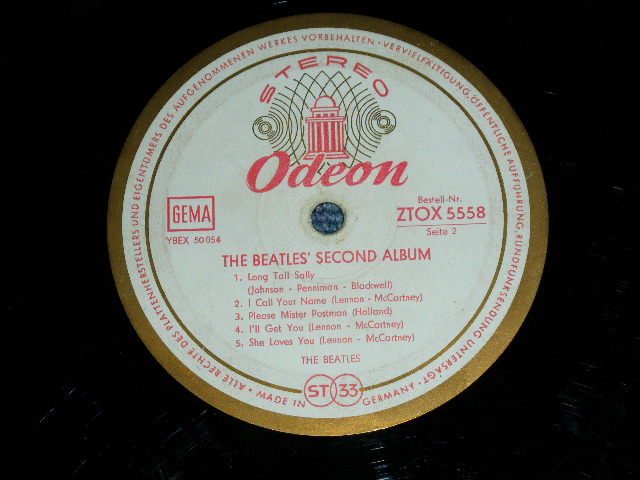 ALLE RECHTE DES PLATTENHERSTELLERS UND EIGENTÜMERS DES AUFGENOMMENEN WERKES VORBEHALTEN · VERVIELFÄLTIGUNG, ÖFFENTLICHE AUFFÜHRUNG, RUNDFUNKSENDUNG UNTERSAGT ·
STEREO
Odeon
GEMA
YBEX 50054
Bestell-Nr.
ZTOX 5558
Seite 2
THE BEATLES' SECOND ALBUM
1. Long Tall Sally
(Johnson - Penniman - Blackwell)
2. I Call Your Name (Lennon - McCartney)
3. Please Mister Postman (Holland)
4. I'll Get You (Lennon - McCartney)
5. She Loves You (Lennon - McCartney)
THE BEATLES
ST 33
MADE IN GERMANY